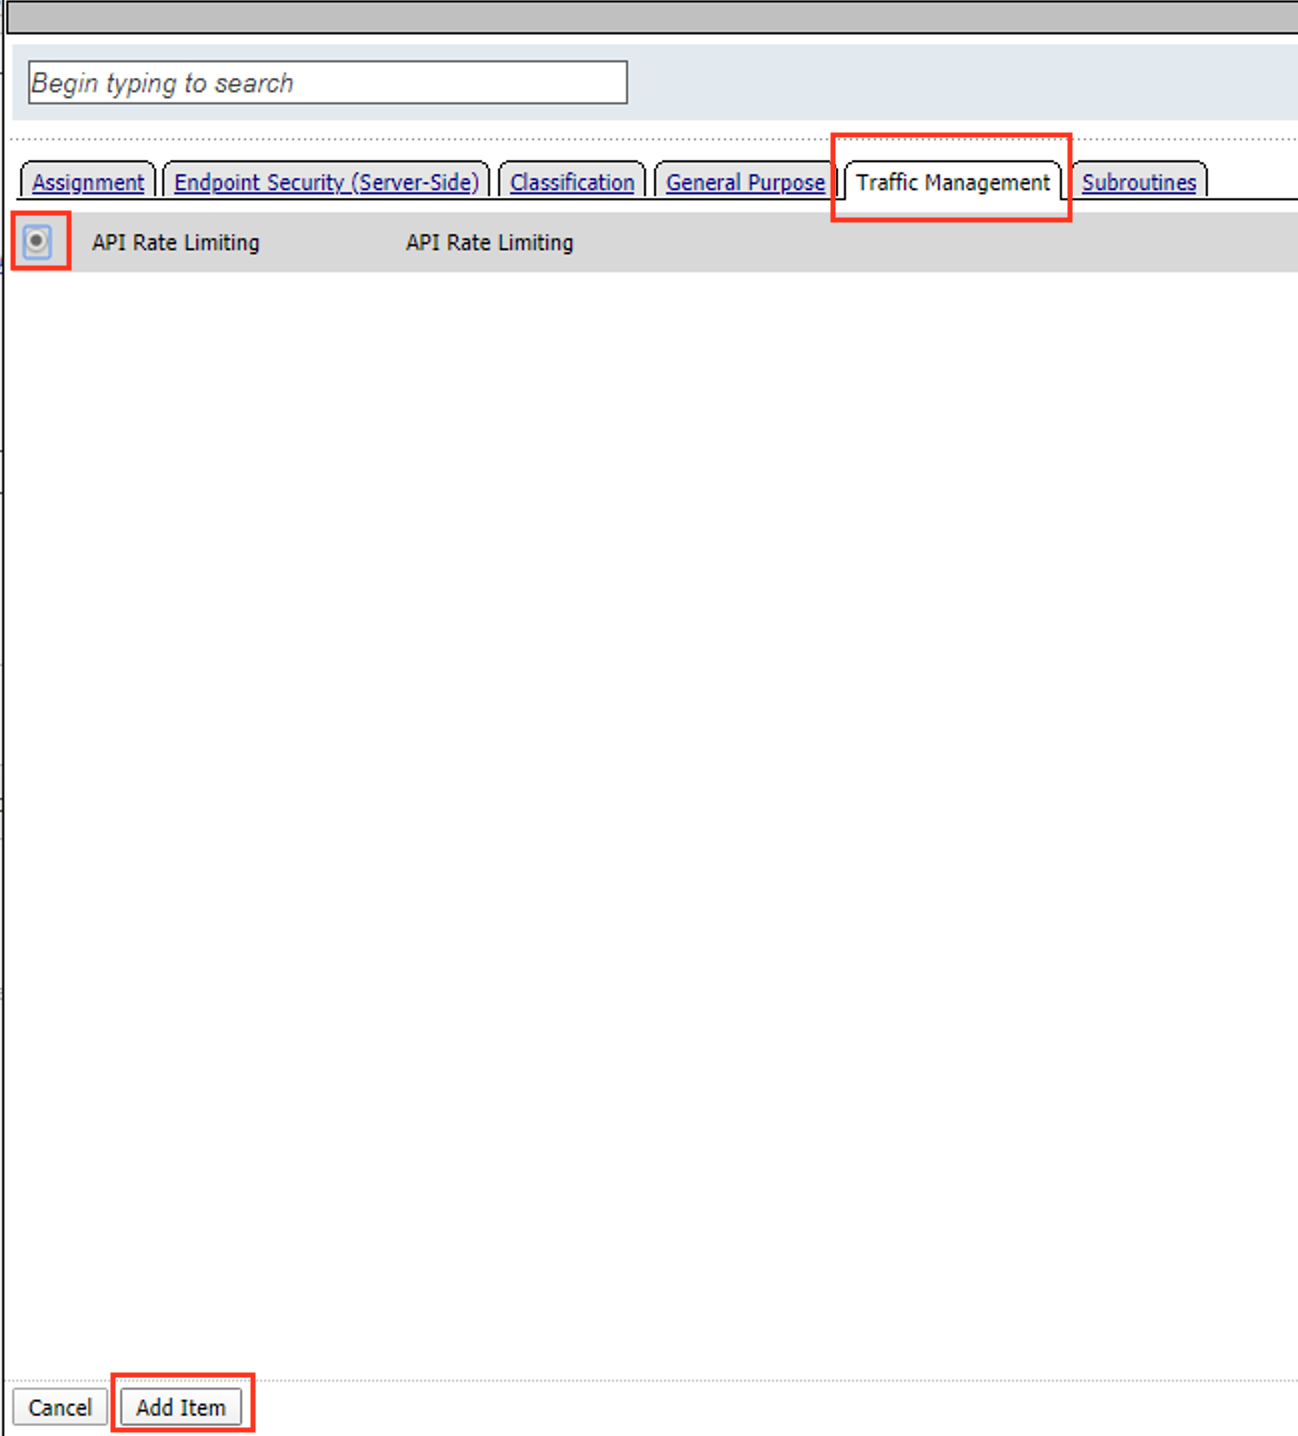 Begin typing to search
Assignment Endpoint Security (Server-Side) Classification General Purpose Traffic Management Subroutines
API Rate Limiting API Rate Limiting
Cancel Add Item